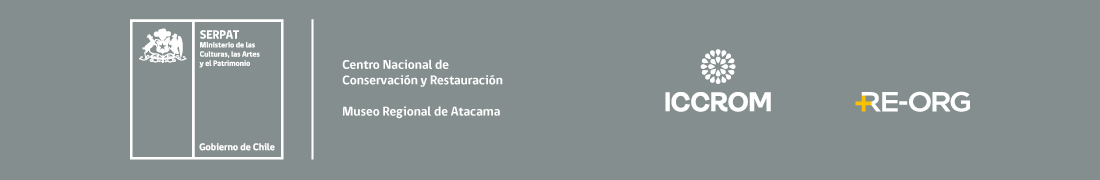 SERPAT
Ministerio de las
Culturas, las Artes
y el Patrimonio
Gobierno de Chile
Centro Nacional de
Conservación y Restauración
Museo Regional de Atacama
ICCROM
+RE-ORG